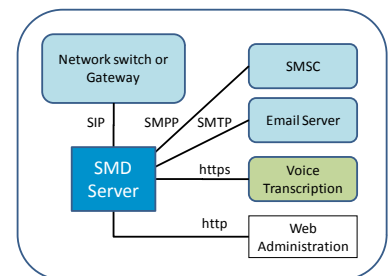 Network switch or
Gateway
SMSC
SIP
SMPP
SMTP
Email Server
SMD
Server
https
Voice
Transcription
http
Web
Administration